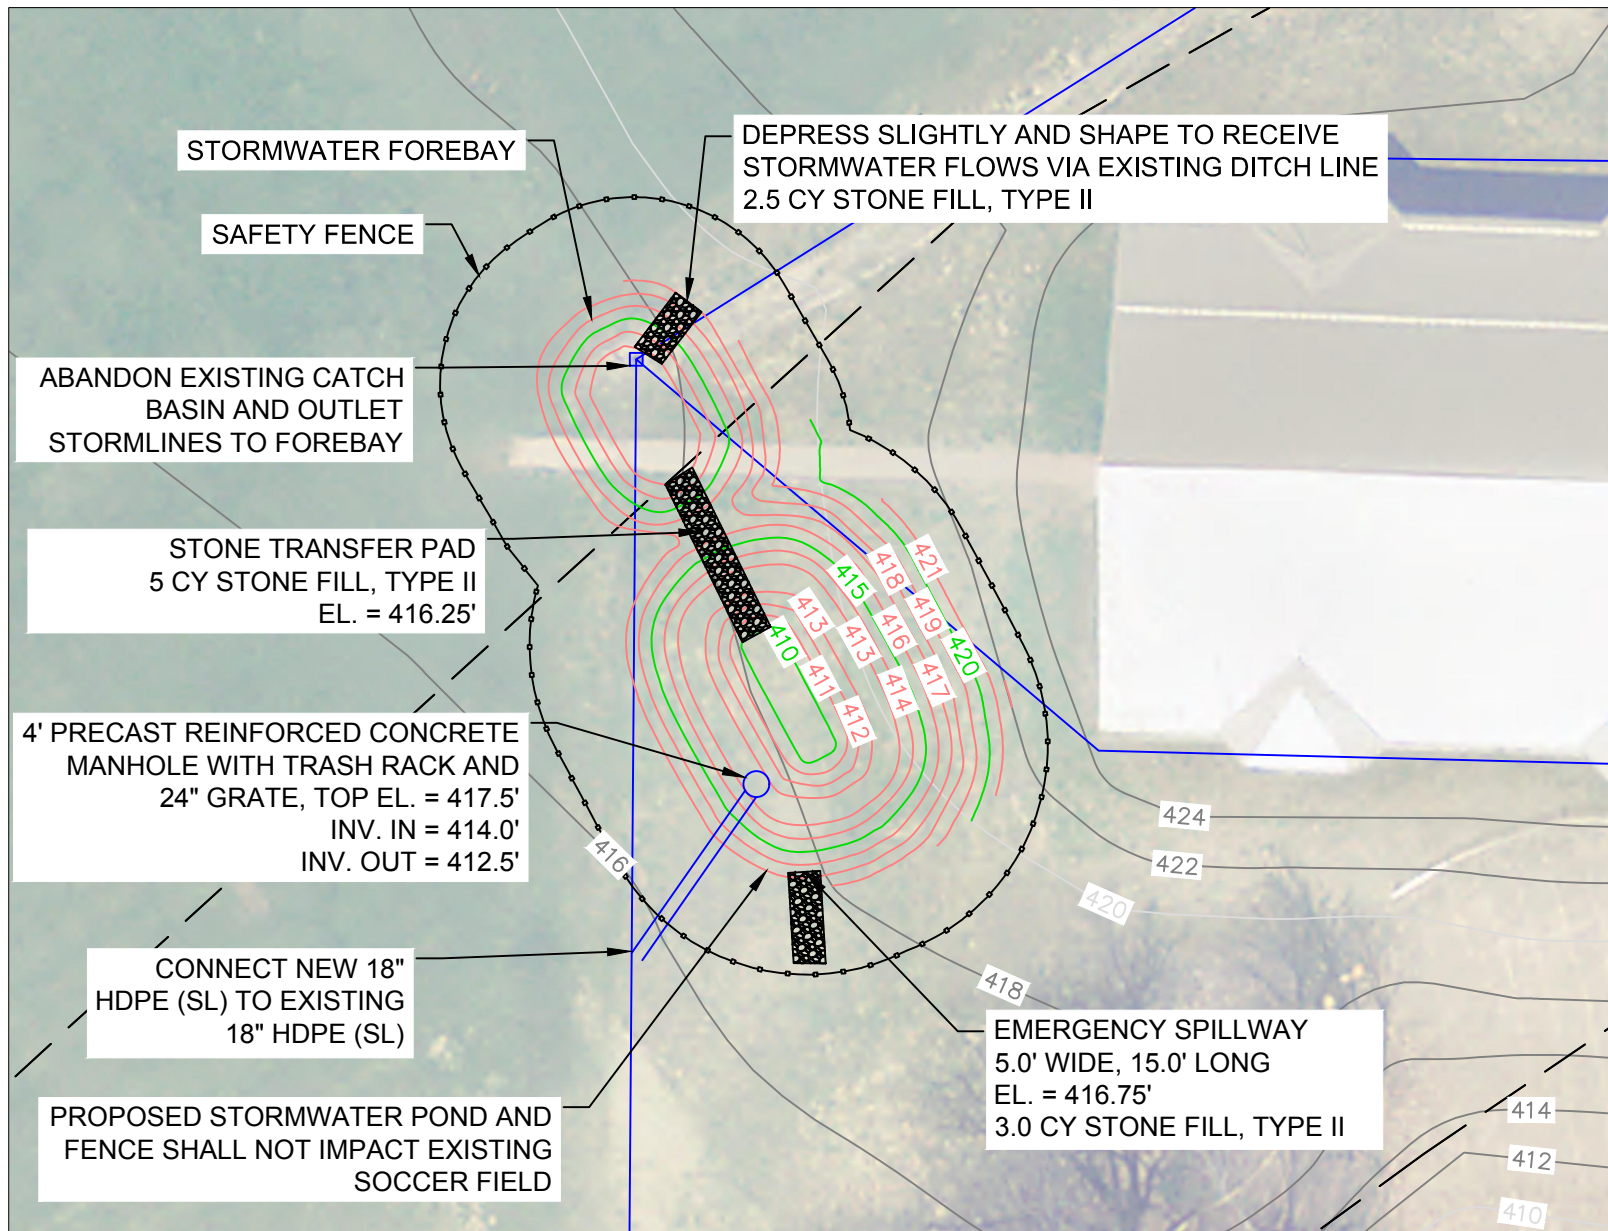 STORMWATER FOREBAY
DEPRESS SLIGHTLY AND SHAPE TO RECEIVE
STORMWATER FLOWS VIA EXISTING DITCH LINE
2.5 CY STONE FILL, TYPE II
SAFETY FENCE
ABANDON EXISTING CATCH
BASIN AND OUTLET
STORMLINES TO FOREBAY
STONE TRANSFER PAD
5 CY STONE FILL, TYPE II
EL. = 416.25'
421
418
415
419
416
413
420
417
413
410
414
411
412
4' PRECAST REINFORCED CONCRETE
MANHOLE WITH TRASH RACK AND
24" GRATE, TOP EL. = 417.5'
INV. IN = 414.0'
INV. OUT = 412.5'
416
424
422
420
418
CONNECT NEW 18"
HDPE (SL) TO EXISTING
18" HDPE (SL)
EMERGENCY SPILLWAY
5.0' WIDE, 15.0' LONG
EL. = 416.75'
3.0 CY STONE FILL, TYPE II
PROPOSED STORMWATER POND AND
FENCE SHALL NOT IMPACT EXISTING
SOCCER FIELD
414
412
410